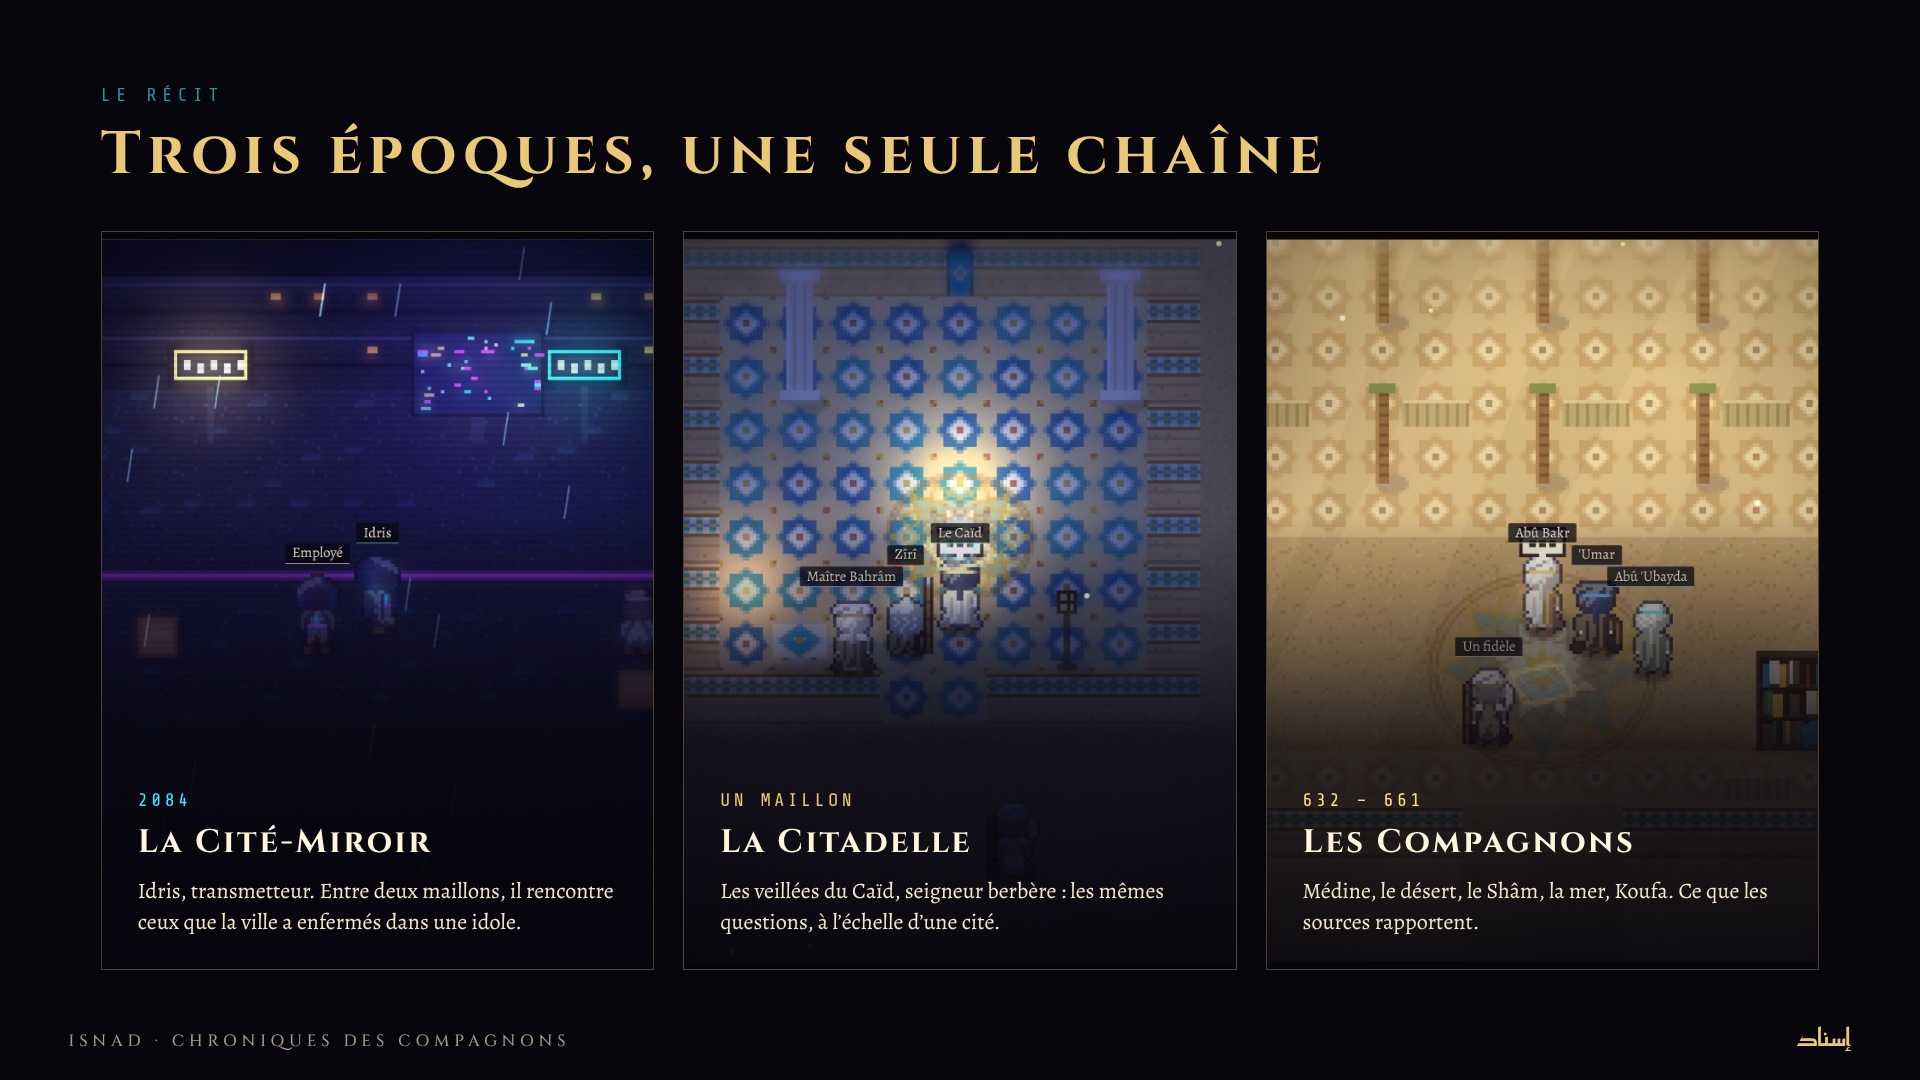 LE RÉCIT
TROIS ÉPOQUES, UNE SEULE CHAÎNE
Idris
Employé
2084
LA CITÉ-MIROIR
Idris, transmetteur. Entre deux maillons, il rencontre
ceux que la ville a enfermés dans une idole.
Le Caïd
Zîrî
Maître Bahrâm
UN MAILLON
LA CITADELLE
Les veillées du Caïd, seigneur berbère : les mêmes
questions, à l’échelle d’une cité.
Abû Bakr
'Umar
Abû 'Ubayda
Un fidèle
632 – 661
LES COMPAGNONS
Médine, le désert, le Shâm, la mer, Koufa. Ce que les
sources rapportent.
ISNAD · CHRONIQUES DES COMPAGNONS
إسناد